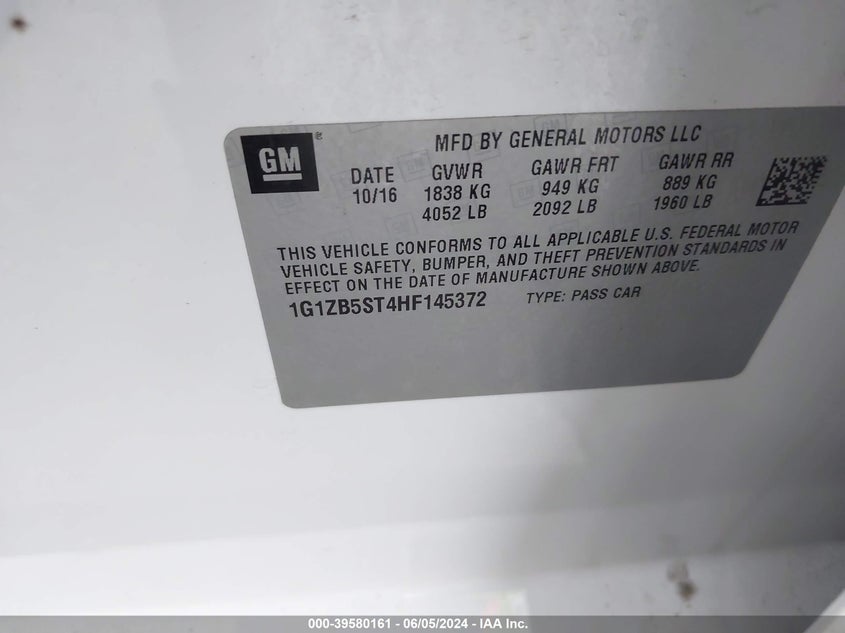 GM
MFD BY GENERAL MOTORS LLC
DATE GVWR GAWR FRT GAWR RR
10/16 1838 KG 949 KG 889 KG
4052 LB 2092 LB 1960 LB
THIS VEHICLE CONFORMS TO ALL APPLICABLE U.S. FEDERAL MOTOR
VEHICLE SAFETY, BUMPER, AND THEFT PREVENTION STANDARDS IN
EFFECT ON THE DATE OF MANUFACTURE SHOWN ABOVE.
1G1ZB5ST4HF145372 TYPE: PASS CAR
000-39580161 - 06/05/2024 - IAA Inc.